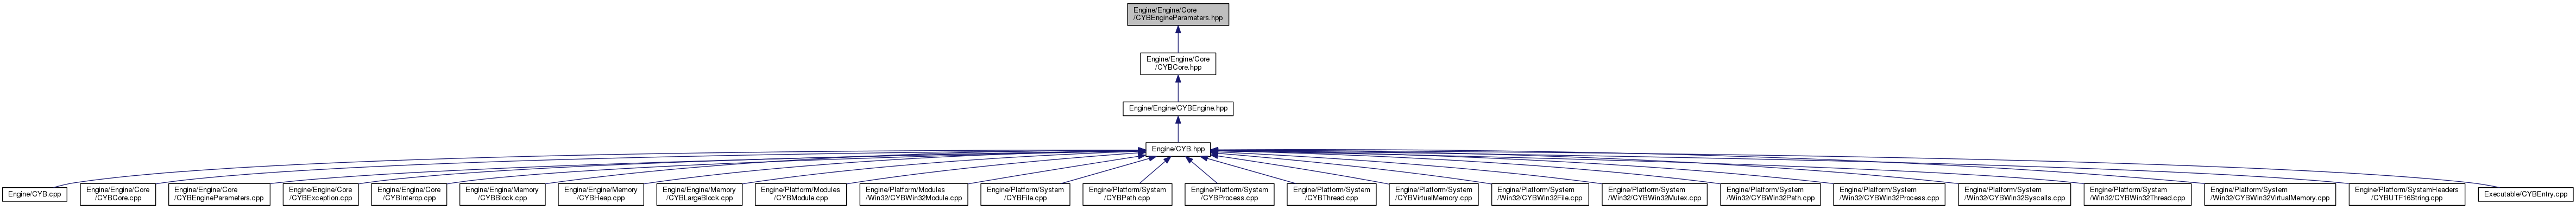 Engine/Engine/Core
/CYBEngineParameters.hpp
Engine/Engine/Core
/CYBCore.hpp
Engine/Engine/CYBEngine.hpp
Engine/CYB.hpp
Engine/CYB.cpp
Engine/Engine/Core
/CYBCore.cpp
Engine/Engine/Core
/CYBEngineParameters.cpp
Engine/Engine/Core
/CYBException.cpp
Engine/Engine/Core
/CYBInterop.cpp
Engine/Engine/Memory
/CYBBlock.cpp
Engine/Engine/Memory
/CYBHeap.cpp
Engine/Engine/Memory
/CYBLargeBlock.cpp
Engine/Platform/Modules
/CYBModule.cpp
Engine/Platform/Modules
/Win32/CYBWin32Module.cpp
Engine/Platform/System
/CYBFile.cpp
Engine/Platform/System
/CYBPath.cpp
Engine/Platform/System
/CYBProcess.cpp
Engine/Platform/System
/CYBThread.cpp
Engine/Platform/System
/CYBVirtualMemory.cpp
Engine/Platform/System
/Win32/CYBWin32File.cpp
Engine/Platform/System
/Win32/CYBWin32Mutex.cpp
Engine/Platform/System
/Win32/CYBWin32Path.cpp
Engine/Platform/System
/Win32/CYBWin32Process.cpp
Engine/Platform/System
/Win32/CYBWin32Syscalls.cpp
Engine/Platform/System
/Win32/CYBWin32Thread.cpp
Engine/Platform/System
/Win32/CYBWin32VirtualMemory.cpp
Engine/Platform/SystemHeaders
/CYBUTF16String.cpp
Executable/CYBEntry.cpp